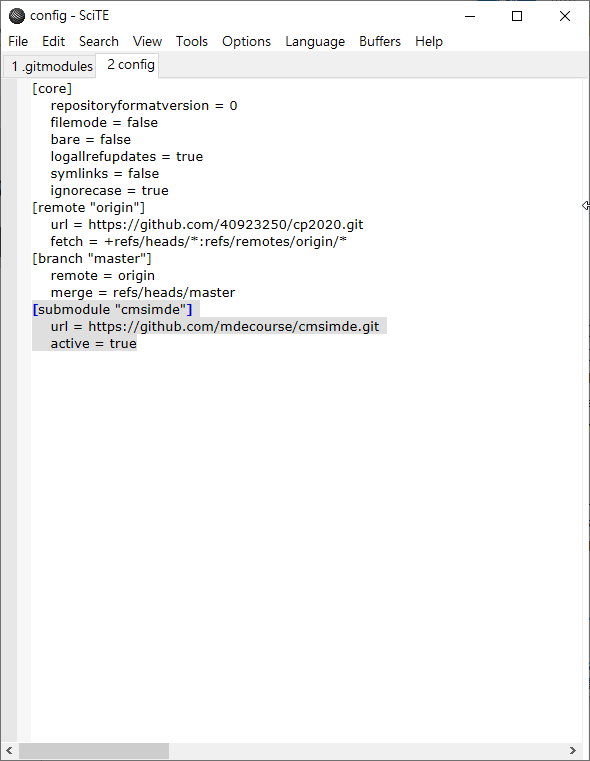 config - SciTE
File Edit Search View Tools Options Language Buffers Help
1 .gitmodules 2 config
[core]
repositoryformatversion = 0
filemode = false
bare = false
logallrefupdates = true
symlinks = false
ignorecase = true
[remote "origin"]
url = https://github.com/40923250/cp2020.git
fetch = +refs/heads/*:refs/remotes/origin/*
[branch "master"]
remote = origin
merge = refs/heads/master
[submodule "cmsimde"]
url = https://github.com/mdecourse/cmsimde.git
active = true